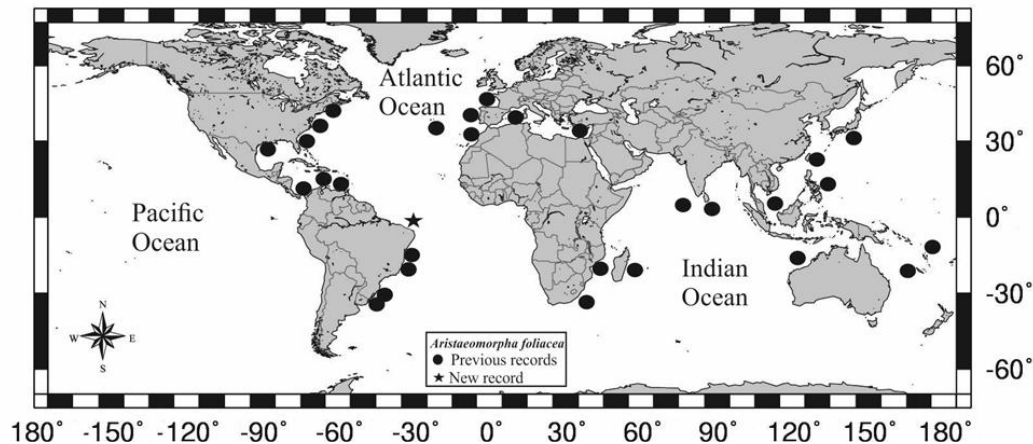 Atlantic
Ocean
60°
30°
Pacific
Ocean
0°
Indian
Ocean
-30°
N
W E
S
Aristaeomorpha foliacea
Previous records
New record
-60°
-180° -150° -120° -90° -60° -30° 0° 30° 60° 90° 120° 150° 180°